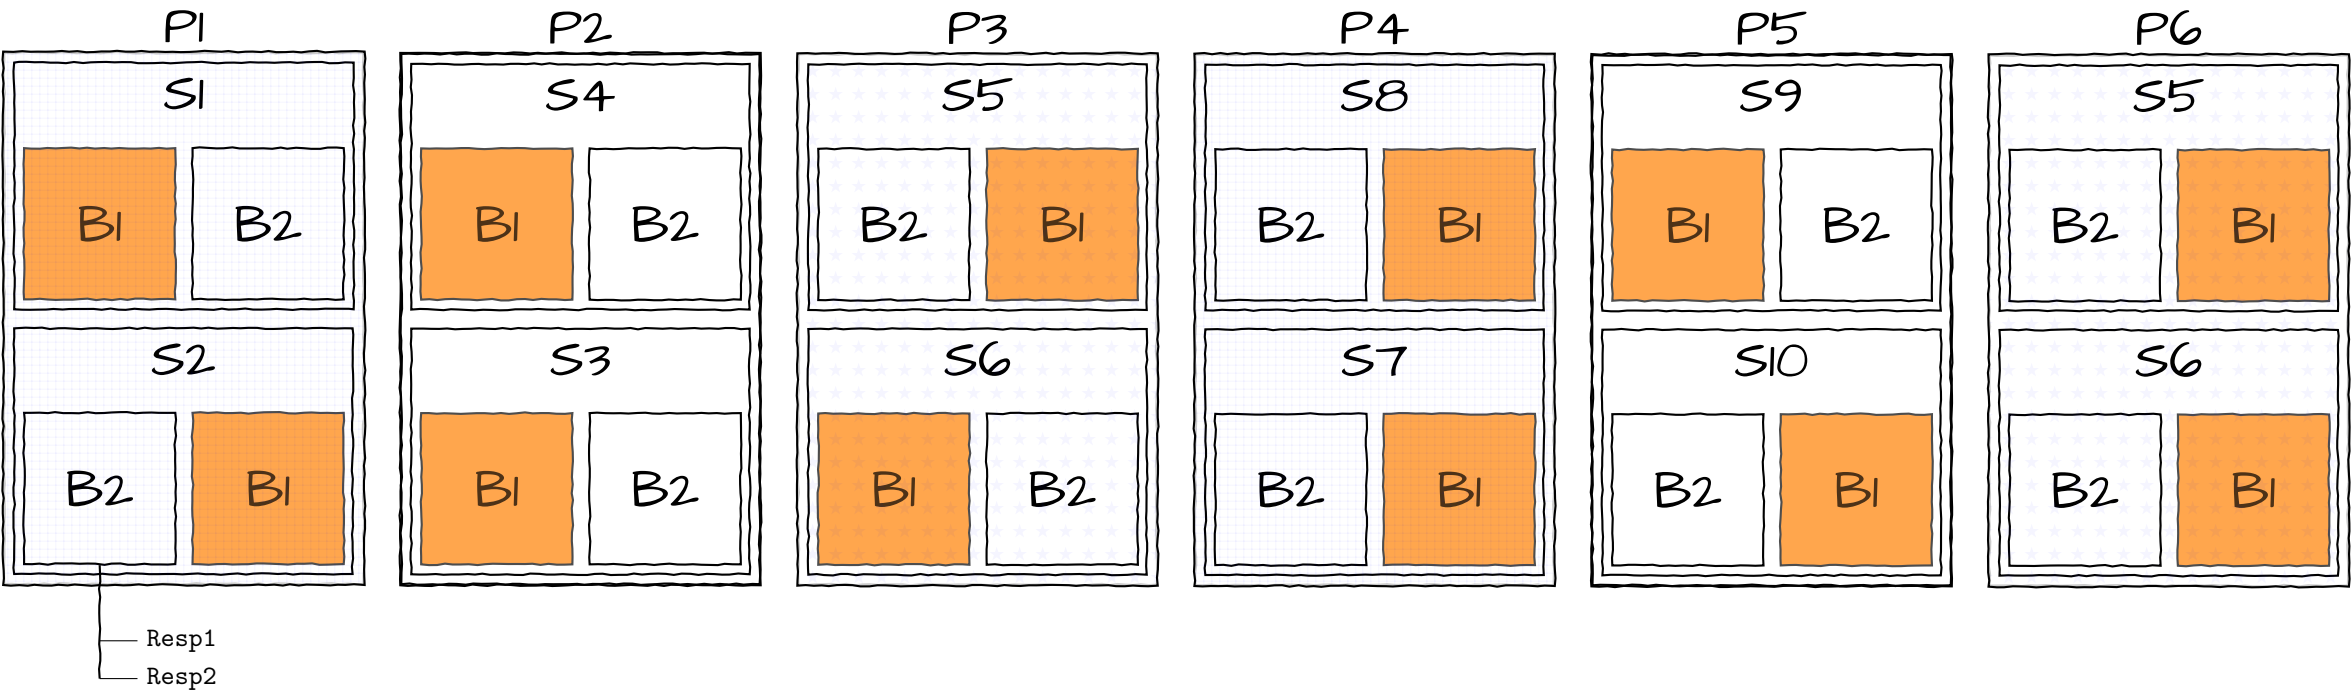 P1 P2 P3 P4 P5 P6
S1 S4 S5 S8 S9 S5
B1 B2 B1 B2 B2 B1 B2 B1 B1 B2 B2 B1
S2 S3 S6 S7 S10 S6
B2 B1 B1 B2 B1 B2 B2 B1 B2 B1 B2 B1
Resp1
Resp2